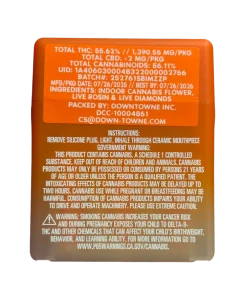 TOTAL THC: 55.62% / 1,390.55 MG/PKG
TOTAL CBD: <2 MG/PKG
TOTAL CANNABINOIDS: 56.11%
UID: 1A4060300048322000002766
BATCH: 252761SBIMZZP
MFG/PKG DATE: 07/26/2025 / BEST BY: 07/26/2026
INGREDIENTS: INDOOR CANNABIS FLOWER,
LIVE ROSIN & LIVE DIAMONDS
PACKED BY: DOWNTOWNE INC.
DCC-10004861
CS@DOWN-TOWNE.COM
INSTRUCTIONS:
REMOVE SILICONE PLUG, LIGHT, INHALE THROUGH CERAMIC MOUTHPIECE
GOVERNMENT WARNING:
THIS PRODUCT CONTAINS CANNABIS, A SCHEDULE 1 CONTROLLED
SUBSTANCE. KEEP OUT OF REACH OF CHILDREN AND ANIMALS. CANNABIS
PRODUCTS MAY ONLY BE POSSESSED OR CONSUMED BY PERSONS 21 YEARS
OF AGE OR OLDER UNLESS THE PERSON IS A QUALIFIED PATIENT. THE
INTOXICATING EFFECTS OF CANNABIS PRODUCTS MAY BE DELAYED UP TO
TWO HOURS. CANNABIS USE WHILE PREGNANT OR BREASTFEEDING MAY BE
HARMFUL. CONSUMPTION OF CANNABIS PRODUCTS IMPAIRS YOUR ABILITY
TO DRIVE AND OPERATE MACHINERY. PLEASE USE EXTREME CAUTION.
WARNING: SMOKING CANNABIS INCREASES YOUR CANCER RISK
AND DURING PREGNANCY EXPOSES YOUR CHILD TO DELTA-9-
THC AND OTHER CHEMICALS THAT CAN AFFECT YOUR CHILD'S BIRTHWEIGHT,
BEHAVIOR, AND LEARNING ABILITY. FOR MORE INFORMATION GO TO
WWW.P65WARNINGS.CA.GOV/CANNABIS.